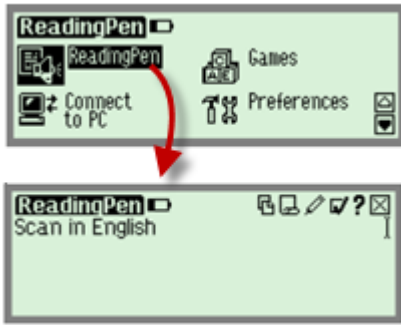 ReadingPen
ReadingPen Games
Connect to PC Preferences
ReadingPen ?
Scan in English